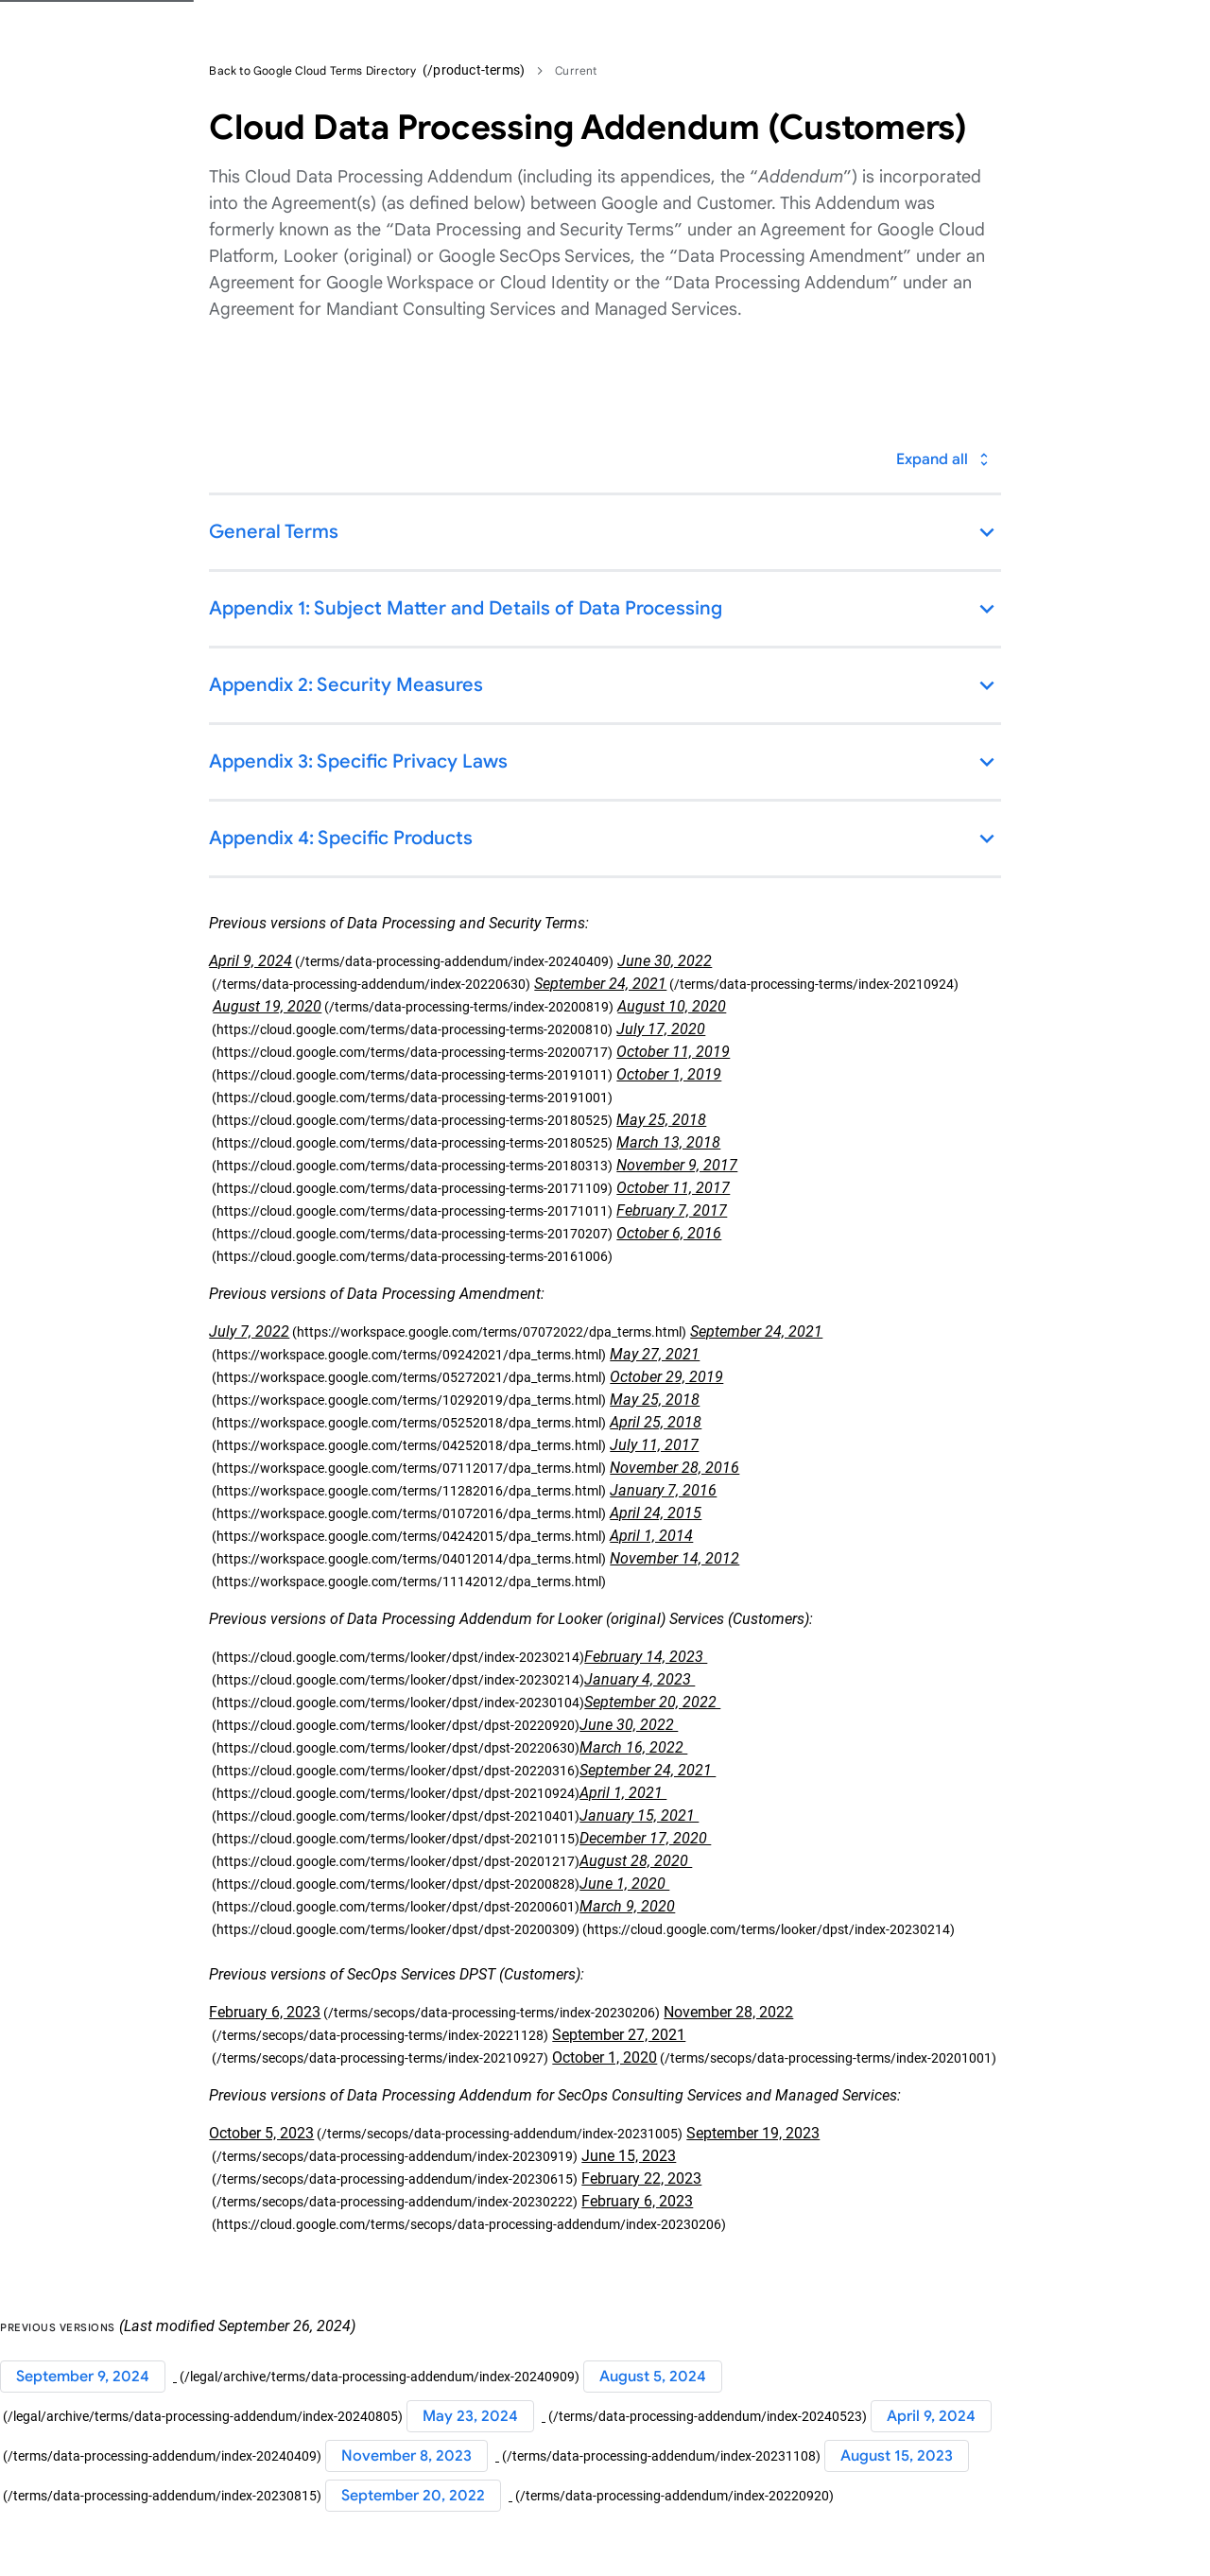 Back to Google Cloud Terms Directory (/product-terms) > Current
Cloud Data Processing Addendum (Customers)
This Cloud Data Processing Addendum (including its appendices, the “Addendum”) is incorporated
into the Agreement(s) (as defined below) between Google and Customer. This Addendum was
formerly known as the “Data Processing and Security Terms” under an Agreement for Google Cloud
Platform, Looker (original) or Google SecOps Services, the “Data Processing Amendment” under an
Agreement for Google Workspace or Cloud Identity or the “Data Processing Addendum” under an
Agreement for Mandiant Consulting Services and Managed Services.
Expand all
General Terms
Appendix 1: Subject Matter and Details of Data Processing
Appendix 2: Security Measures
Appendix 3: Specific Privacy Laws
Appendix 4: Specific Products
Previous versions of Data Processing and Security Terms:
April 9, 2024 (/terms/data-processing-addendum/index-20240409) June 30, 2022
(/terms/data-processing-addendum/index-20220630) September 24, 2021 (/terms/data-processing-terms/index-20210924)
August 19, 2020 (/terms/data-processing-terms/index-20200819) August 10, 2020
(https://cloud.google.com/terms/data-processing-terms-20200810) July 17, 2020
(https://cloud.google.com/terms/data-processing-terms-20200717) October 11, 2019
(https://cloud.google.com/terms/data-processing-terms-20191011) October 1, 2019
(https://cloud.google.com/terms/data-processing-terms-20191001)
(https://cloud.google.com/terms/data-processing-terms-20180525) May 25, 2018
(https://cloud.google.com/terms/data-processing-terms-20180525) March 13, 2018
(https://cloud.google.com/terms/data-processing-terms-20180313) November 9, 2017
(https://cloud.google.com/terms/data-processing-terms-20171109) October 11, 2017
(https://cloud.google.com/terms/data-processing-terms-20171011) February 7, 2017
(https://cloud.google.com/terms/data-processing-terms-20170207) October 6, 2016
(https://cloud.google.com/terms/data-processing-terms-20161006)
Previous versions of Data Processing Amendment:
July 7, 2022 (https://workspace.google.com/terms/07072022/dpa_terms.html) September 24, 2021
(https://workspace.google.com/terms/09242021/dpa_terms.html) May 27, 2021
(https://workspace.google.com/terms/05272021/dpa_terms.html) October 29, 2019
(https://workspace.google.com/terms/10292019/dpa_terms.html) May 25, 2018
(https://workspace.google.com/terms/05252018/dpa_terms.html) April 25, 2018
(https://workspace.google.com/terms/04252018/dpa_terms.html) July 11, 2017
(https://workspace.google.com/terms/07112017/dpa_terms.html) November 28, 2016
(https://workspace.google.com/terms/11282016/dpa_terms.html) January 7, 2016
(https://workspace.google.com/terms/01072016/dpa_terms.html) April 24, 2015
(https://workspace.google.com/terms/04242015/dpa_terms.html) April 1, 2014
(https://workspace.google.com/terms/04012014/dpa_terms.html) November 14, 2012
(https://workspace.google.com/terms/11142012/dpa_terms.html)
Previous versions of Data Processing Addendum for Looker (original) Services (Customers):
(https://cloud.google.com/terms/looker/dpst/index-20230214)February 14, 2023
(https://cloud.google.com/terms/looker/dpst/index-20230214)January 4, 2023
(https://cloud.google.com/terms/looker/dpst/index-20230104)September 20, 2022
(https://cloud.google.com/terms/looker/dpst/dpst-20220920)June 30, 2022
(https://cloud.google.com/terms/looker/dpst/dpst-20220630)March 16, 2022
(https://cloud.google.com/terms/looker/dpst/dpst-20220316)September 24, 2021
(https://cloud.google.com/terms/looker/dpst/dpst-20210924)April 1, 2021
(https://cloud.google.com/terms/looker/dpst/dpst-20210401)January 15, 2021
(https://cloud.google.com/terms/looker/dpst/dpst-20210115)December 17, 2020
(https://cloud.google.com/terms/looker/dpst/dpst-20201217)August 28, 2020
(https://cloud.google.com/terms/looker/dpst/dpst-20200828)June 1, 2020
(https://cloud.google.com/terms/looker/dpst/dpst-20200601)March 9, 2020
(https://cloud.google.com/terms/looker/dpst/dpst-20200309) (https://cloud.google.com/terms/looker/dpst/index-20230214)
Previous versions of SecOps Services DPST (Customers):
February 6, 2023 (/terms/secops/data-processing-terms/index-20230206) November 28, 2022
(/terms/secops/data-processing-terms/index-20221128) September 27, 2021
(/terms/secops/data-processing-terms/index-20210927) October 1, 2020 (/terms/secops/data-processing-terms/index-20201001)
Previous versions of Data Processing Addendum for SecOps Consulting Services and Managed Services:
October 5, 2023 (/terms/secops/data-processing-addendum/index-20231005) September 19, 2023
(/terms/secops/data-processing-addendum/index-20230919) June 15, 2023
(/terms/secops/data-processing-addendum/index-20230615) February 22, 2023
(/terms/secops/data-processing-addendum/index-20230222) February 6, 2023
(https://cloud.google.com/terms/secops/data-processing-addendum/index-20230206)
PREVIOUS VERSIONS (Last modified September 26, 2024)
September 9, 2024 (/legal/archive/terms/data-processing-addendum/index-20240909) August 5, 2024
(/legal/archive/terms/data-processing-addendum/index-20240805) May 23, 2024 (/terms/data-processing-addendum/index-20240523) April 9, 2024
(/terms/data-processing-addendum/index-20240409) November 8, 2023 (/terms/data-processing-addendum/index-20231108) August 15, 2023
(/terms/data-processing-addendum/index-20230815) September 20, 2022 (/terms/data-processing-addendum/index-20220920)